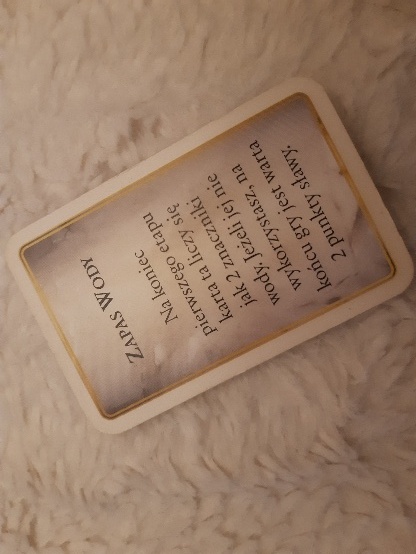 ZAPAS WODY
Na koniec
pierwszego etapu
karta ta liczy się
jak 2 znaczniki
wody. Jeżeli jej nie
wykorzystasz, na
końcu gry jest warta
2 punkty sławy.